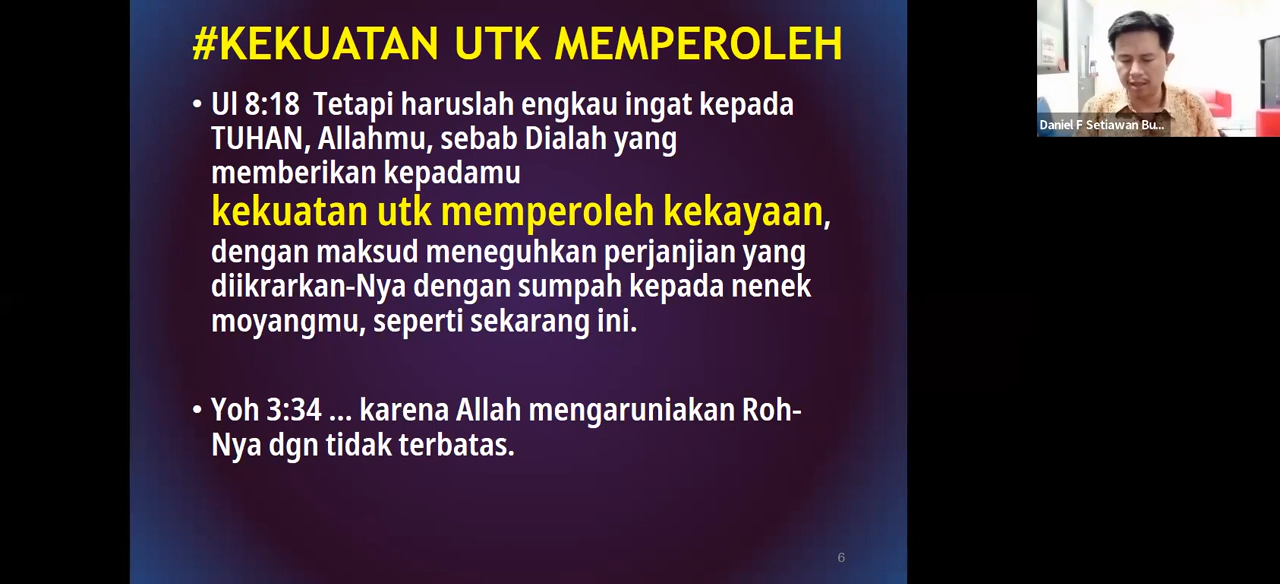 #KEKUATAN UTK MEMPEROLEH
• Ul 8:18  Tetapi haruslah engkau ingat kepada
TUHAN, Allahmu, sebab Dialah yang
memberikan kepadamu
kekuatan utk memperoleh kekayaan,
dengan maksud meneguhkan perjanjian yang
diikrarkan-Nya dengan sumpah kepada nenek
moyangmu, seperti sekarang ini.
• Yoh 3:34 ... karena Allah mengaruniakan Roh-
Nya dgn tidak terbatas.
6
Daniel F Setiawan Bu...